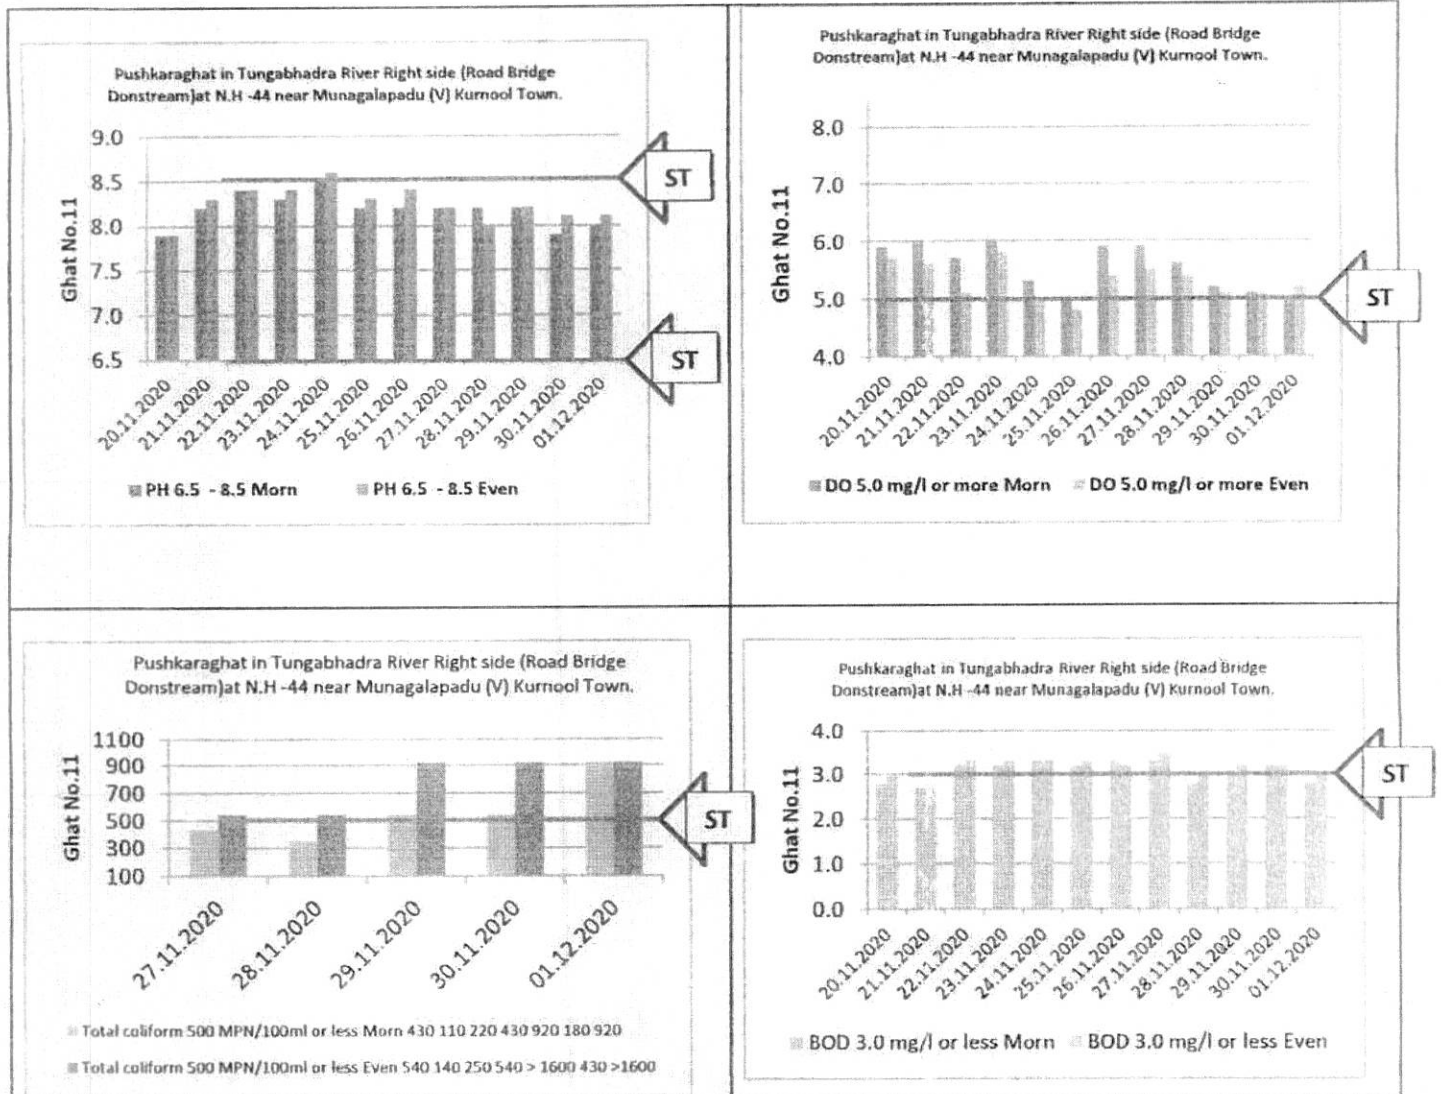 Pushkaraghat in Tungabhadra River Right side (Road Bridge
Donstream)at N.H -44 near Munagalapadu (V) Kurnool Town.
Ghat No.11
9.0
8.5
8.0
7.5
7.0
6.5
ST
ST
20.11.2020
21.11.2020
22.11.2020
23.11.2020
24.11.2020
25.11.2020
26.11.2020
27.11.2020
28.11.2020
29.11.2020
30.11.2020
01.12.2020
PH 6.5 - 8.5 Morn PH 6.5 - 8.5 Even
Pushkaraghat in Tungabhadra River Right side (Road Bridge
Donstream)at N.H -44 near Munagalapadu (V) Kurnool Town.
Ghat No.11
8.0
7.0
6.0
5.0
4.0
ST
20.11.2020
21.11.2020
22.11.2020
23.11.2020
24.11.2020
25.11.2020
26.11.2020
27.11.2020
28.11.2020
29.11.2020
30.11.2020
01.12.2020
DO 5.0 mg/l or more Morn DO 5.0 mg/l or more Even
Pushkaraghat in Tungabhadra River Right side (Road Bridge
Donstream)at N.H -44 near Munagalapadu (V) Kurnool Town.
Ghat No.11
1100
900
700
500
300
100
ST
27.11.2020
28.11.2020
29.11.2020
30.11.2020
01.12.2020
Total coliform 500 MPN/100ml or less Morn 430 110 220 430 920 180 920
Total coliform 500 MPN/100ml or less Even 540 140 250 540 > 1600 430 >1600
Pushkaraghat in Tungabhadra River Right side (Road Bridge
Donstream)at N.H -44 near Munagalapadu (V) Kurnool Town.
Ghat No.11
4.0
3.0
2.0
1.0
0.0
ST
20.11.2020
21.11.2020
22.11.2020
23.11.2020
24.11.2020
25.11.2020
26.11.2020
27.11.2020
28.11.2020
29.11.2020
30.11.2020
01.12.2020
BOD 3.0 mg/l or less Morn BOD 3.0 mg/l or less Even